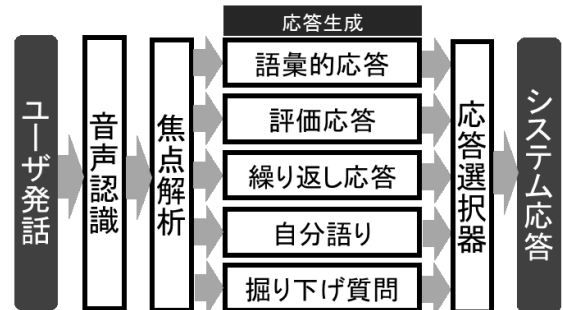 ユーザ発話
音声認識
焦点解析
応答生成
語彙的応答
評価応答
繰り返し応答
自分語り
掘り下げ質問
応答選択器
システム応答